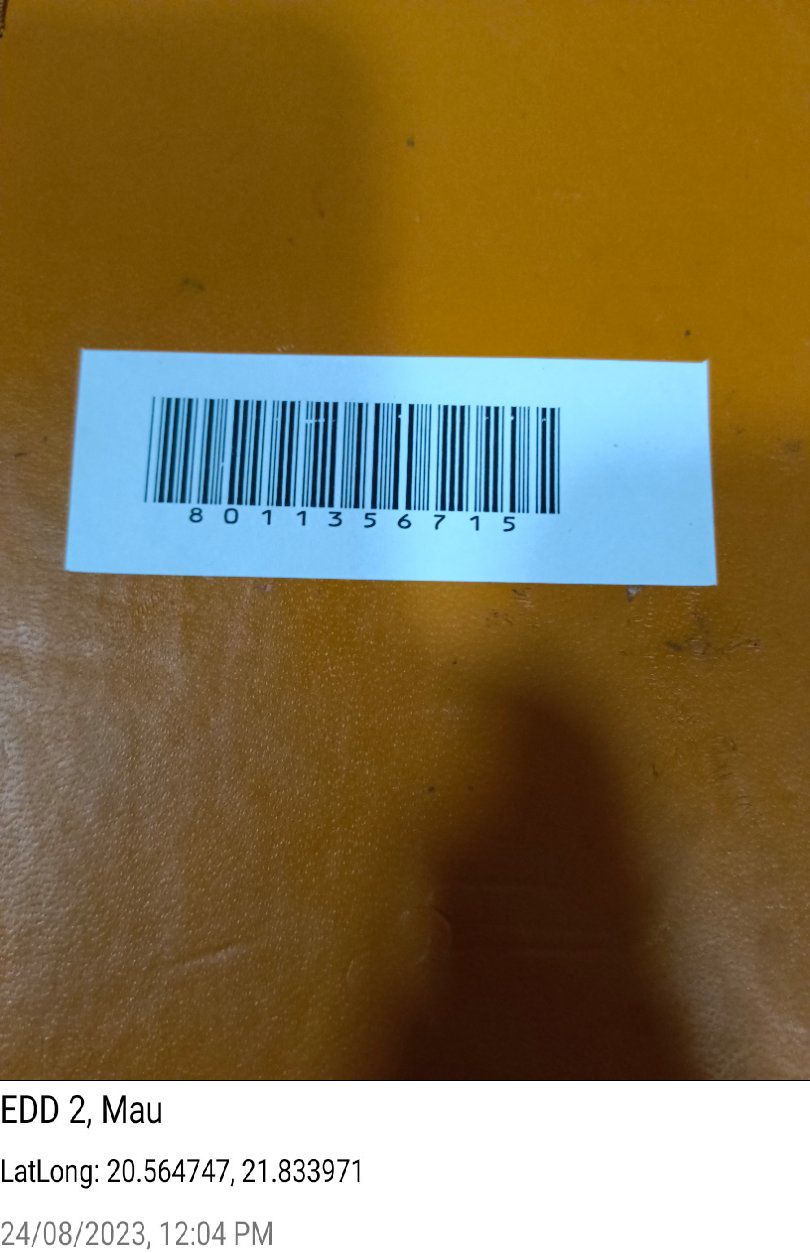 8011356715
EDD 2, Mau
LatLong: 20.564747, 21.833971
24/08/2023, 12:04 PM